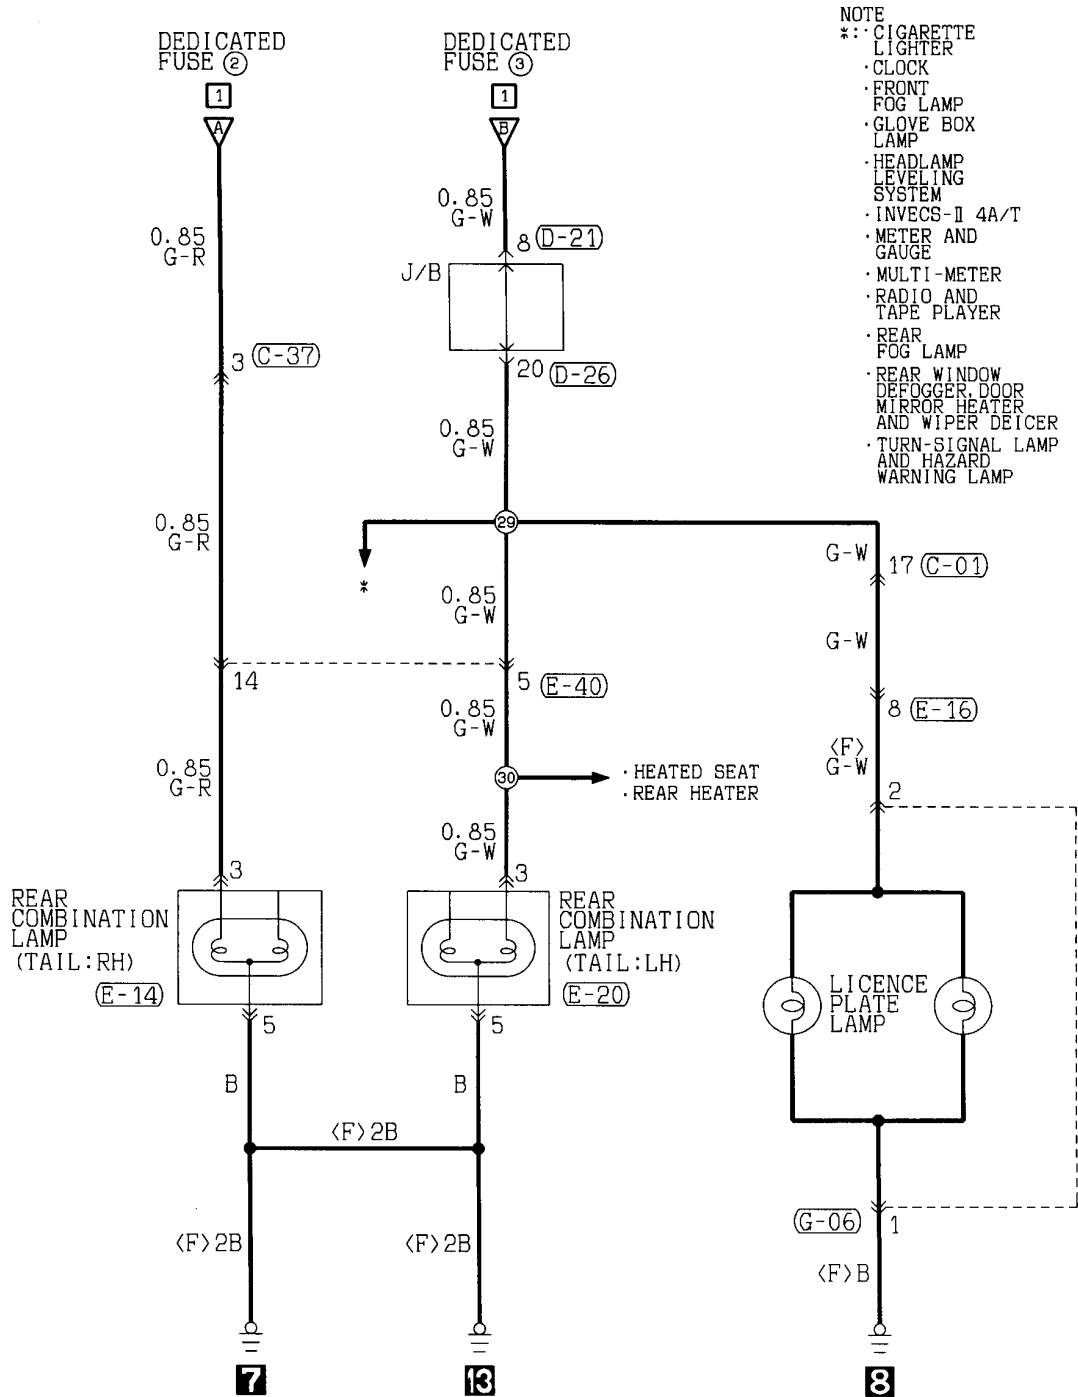 NOTE
*:·CIGARETTE
LIGHTER
·CLOCK
·FRONT
FOG LAMP
·GLOVE BOX
LAMP
·HEADLAMP
LEVELING
SYSTEM
·INVECS-Ⅱ 4A/T
·METER AND
GAUGE
·MULTI-METER
·RADIO AND
TAPE PLAYER
·REAR
FOG LAMP
·REAR WINDOW
DEFOGGER,DOOR
MIRROR HEATER
AND WIPER DEICER
·TURN-SIGNAL LAMP
AND HAZARD
WARNING LAMP
DEDICATED
FUSE ②
1
A
DEDICATED
FUSE ③
1
B
0.85
G-R
0.85
G-W
8 D-21
J/B
3 C-37
20 D-26
0.85
G-W
0.85
G-R
29
*
G-W
17 C-01
0.85
G-W
G-W
14
5 E-40
8 E-16
0.85
G-W
<F>
G-W
0.85
G-R
30
·HEATED SEAT
·REAR HEATER
2
0.85
G-W
3
3
REAR
COMBINATION
LAMP
(TAIL:RH)
E-14
REAR
COMBINATION
LAMP
(TAIL:LH)
E-20
LICENCE
PLATE
LAMP
5
5
B
B
<F>2B
G-06
1
<F>2B
<F>2B
<F>B
7
13
8